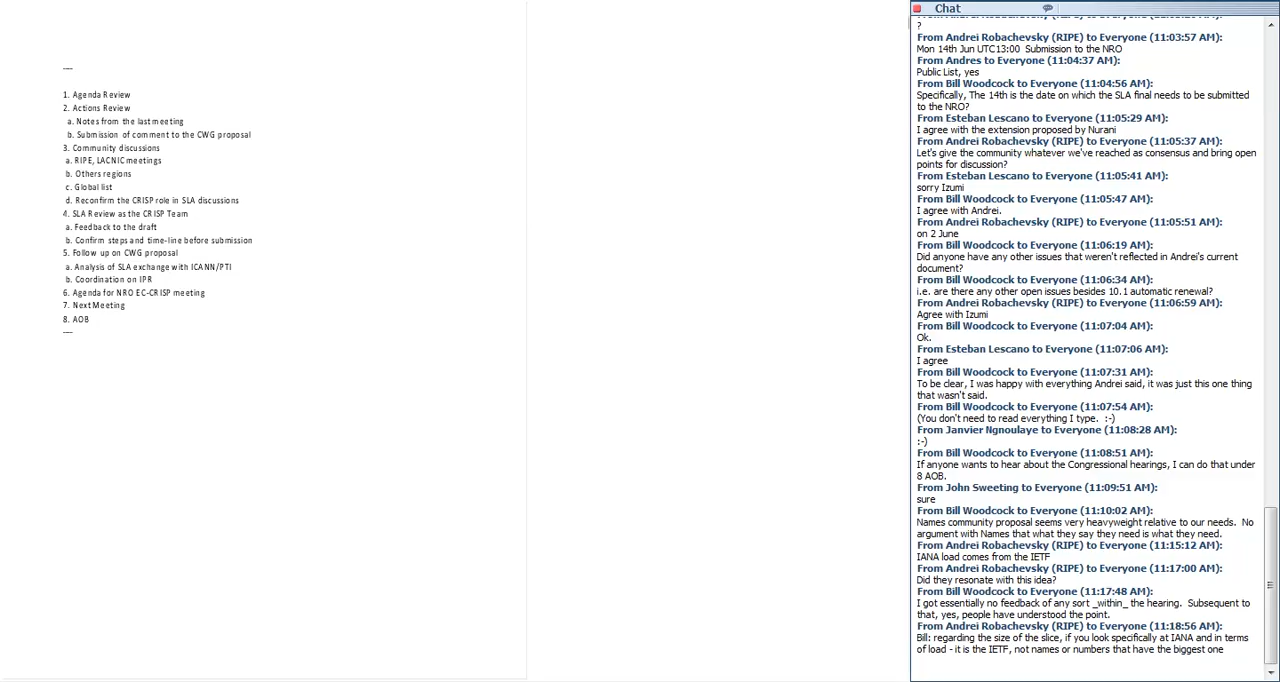 —
1. Agenda Review
2. Actions Review
a. Notes from the last meeting
b. Submission of comment to the CWG proposal
3. Community discussions
a. RIPE, LACNIC meetings
b. Others regions
c. Global list
d. Reconfirm the CRISP role in SLA discussions
4. SLA Review as the CRISP Team
a. Feedback to the draft
b. Confirm steps and time-line before submission
5. Follow up on CWG proposal
a. Analysis of SLA exchange with ICANN/PTI
b. Coordination on IPR
6. Agenda for NRO EC-CRISP meeting
7. Next Meeting
8. AOB
—
Chat
?
From Andrei Robachevsky (RIPE) to Everyone (11:03:57 AM):
Mon 14th Jun UTC13:00 Submission to the NRO
From Andres to Everyone (11:04:37 AM):
Public List, yes
From Bill Woodcock to Everyone (11:04:56 AM):
Specifically, The 14th is the date on which the SLA final needs to be submitted
to the NRO?
From Esteban Lescano to Everyone (11:05:29 AM):
I agree with the extension proposed by Nurani
From Andrei Robachevsky (RIPE) to Everyone (11:05:37 AM):
Let's give the community whatever we've reached as consensus and bring open
points for discussion?
From Esteban Lescano to Everyone (11:05:41 AM):
sorry Izumi
From Bill Woodcock to Everyone (11:05:47 AM):
I agree with Andrei.
From Andrei Robachevsky (RIPE) to Everyone (11:05:51 AM):
on 2 June
From Bill Woodcock to Everyone (11:06:19 AM):
Did anyone have any other issues that weren't reflected in Andrei's current
document?
From Bill Woodcock to Everyone (11:06:34 AM):
i.e. are there any other open issues besides 10.1 automatic renewal?
From Andrei Robachevsky (RIPE) to Everyone (11:06:59 AM):
Agree with Izumi
From Bill Woodcock to Everyone (11:07:04 AM):
Ok.
From Esteban Lescano to Everyone (11:07:06 AM):
I agree
From Bill Woodcock to Everyone (11:07:31 AM):
To be clear, I was happy with everything Andrei said, it was just this one thing
that wasn't said.
From Bill Woodcock to Everyone (11:07:54 AM):
(You don't need to read everything I type. :-)
From Janvier Ngnoulaye to Everyone (11:08:28 AM):
:-)
From Bill Woodcock to Everyone (11:08:51 AM):
If anyone wants to hear about the Congressional hearings, I can do that under
8 AOB.
From John Sweeting to Everyone (11:09:51 AM):
sure
From Bill Woodcock to Everyone (11:10:02 AM):
Names community proposal seems very heavyweight relative to our needs. No
argument with Names that what they say they need is what they need.
From Andrei Robachevsky (RIPE) to Everyone (11:15:12 AM):
IANA load comes from the IETF
From Andrei Robachevsky (RIPE) to Everyone (11:17:00 AM):
Did they resonate with this idea?
From Bill Woodcock to Everyone (11:17:48 AM):
I got essentially no feedback of any sort _within_ the hearing. Subsequent to
that, yes, people have understood the point.
From Andrei Robachevsky (RIPE) to Everyone (11:18:56 AM):
Bill: regarding the size of the slice, if you look specifically at IANA and in terms
of load - it is the IETF, not names or numbers that have the biggest one